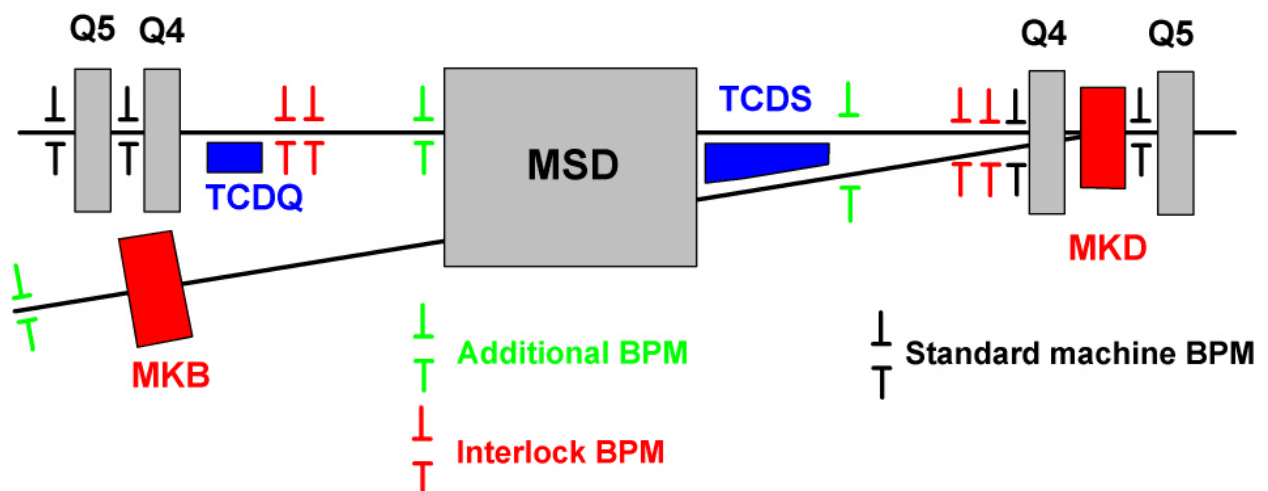 Q5 Q4
Q4 Q5
TCDS
MSD
TCDQ
MKD
MKB
Additional BPM
Standard machine BPM
Interlock BPM